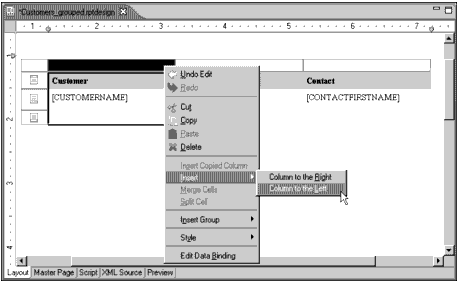 *Customers_grouped.rptdesign
1 2 3 4 5 6 7
Customer Contact
[CUSTOMERNAME] [CONTACTFIRSTNAME]
Undo Edit
Redo
Cut
Copy
Paste
Delete
Insert Copied Column
Insert
Column to the Right
Column to the Left
Merge Cells
Split Cell
Insert Group
Style
Edit Data Binding
2
3
4
Layout Master Page Script XML Source Preview